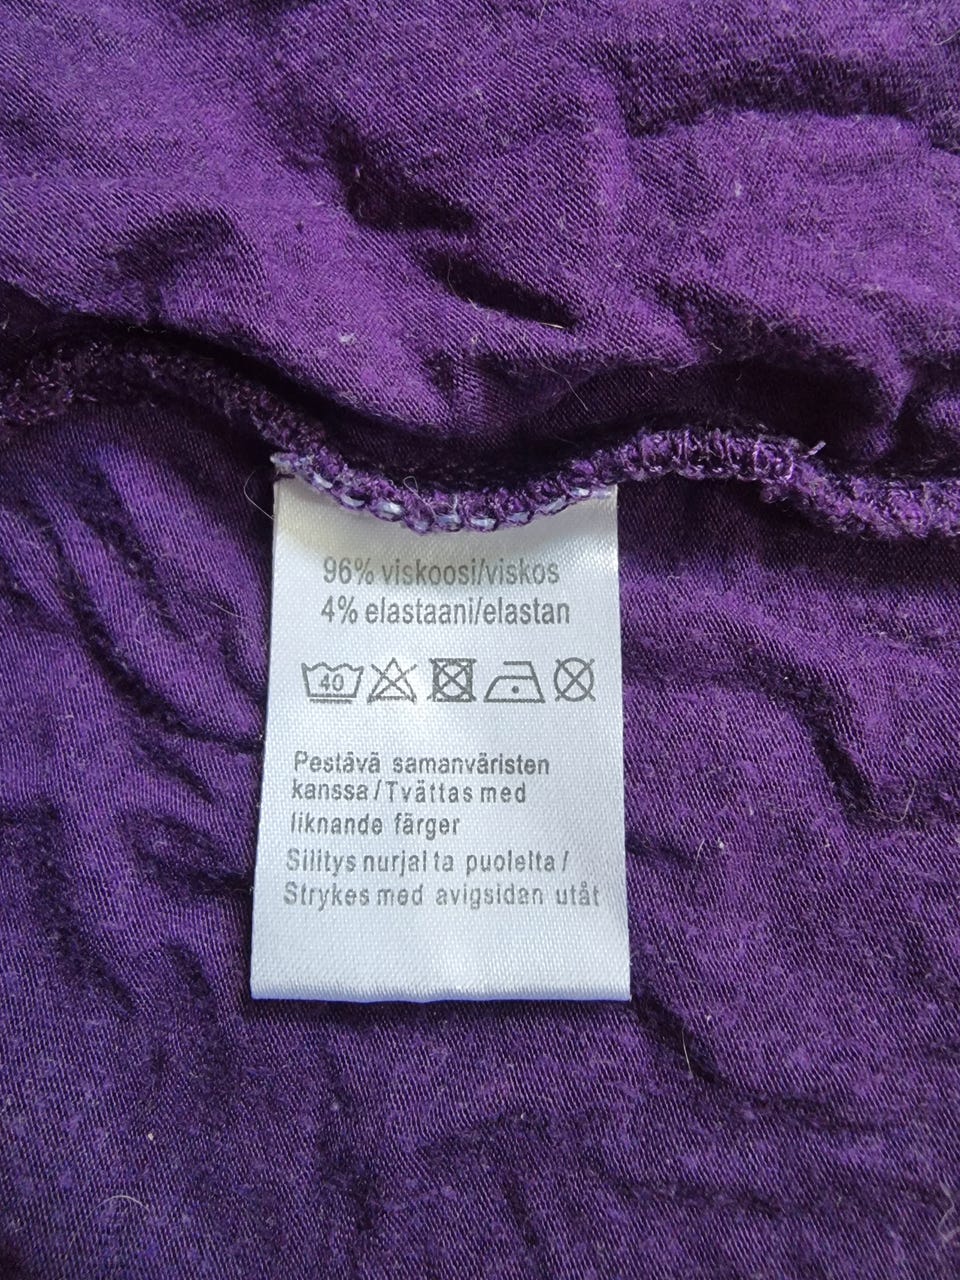 96% viskoosi/viskos
4% elastaani/elastan
40
Pestävä samanväristen
kanssa/Tvättas med
liknande färger
Silitys nurjalta puolelta/
Strykes med avigsidan utåt